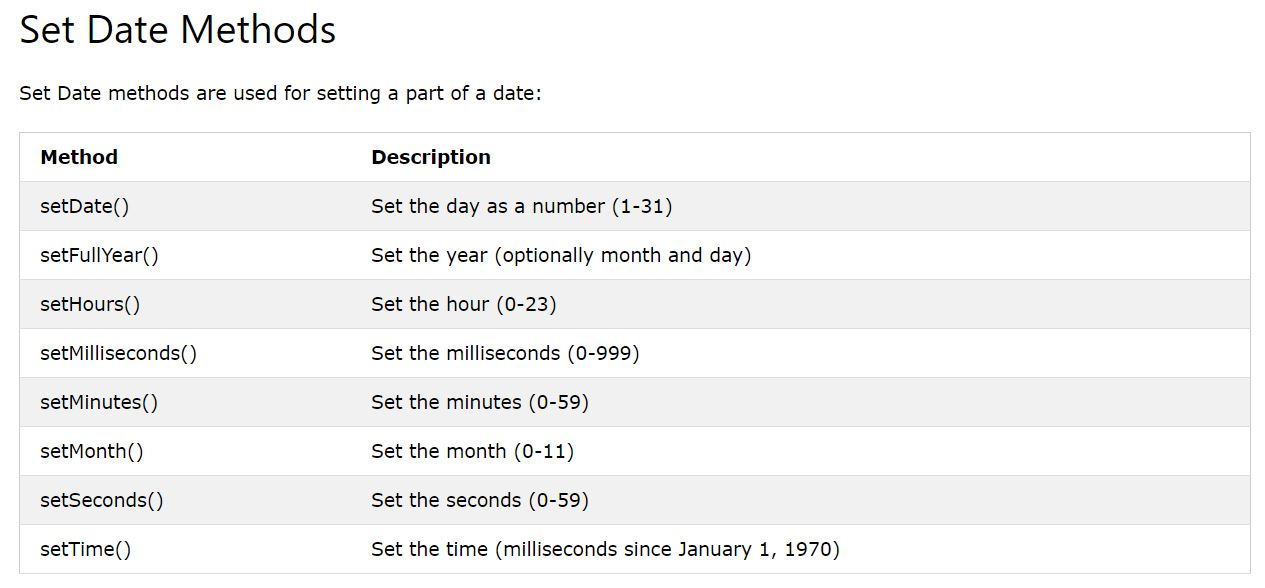 Set Date Methods
Set Date methods are used for setting a part of a date:
Method Description
setDate() Set the day as a number (1-31)
setFullYear() Set the year (optionally month and day)
setHours() Set the hour (0-23)
setMilliseconds() Set the milliseconds (0-999)
setMinutes() Set the minutes (0-59)
setMonth() Set the month (0-11)
setSeconds() Set the seconds (0-59)
setTime() Set the time (milliseconds since January 1, 1970)